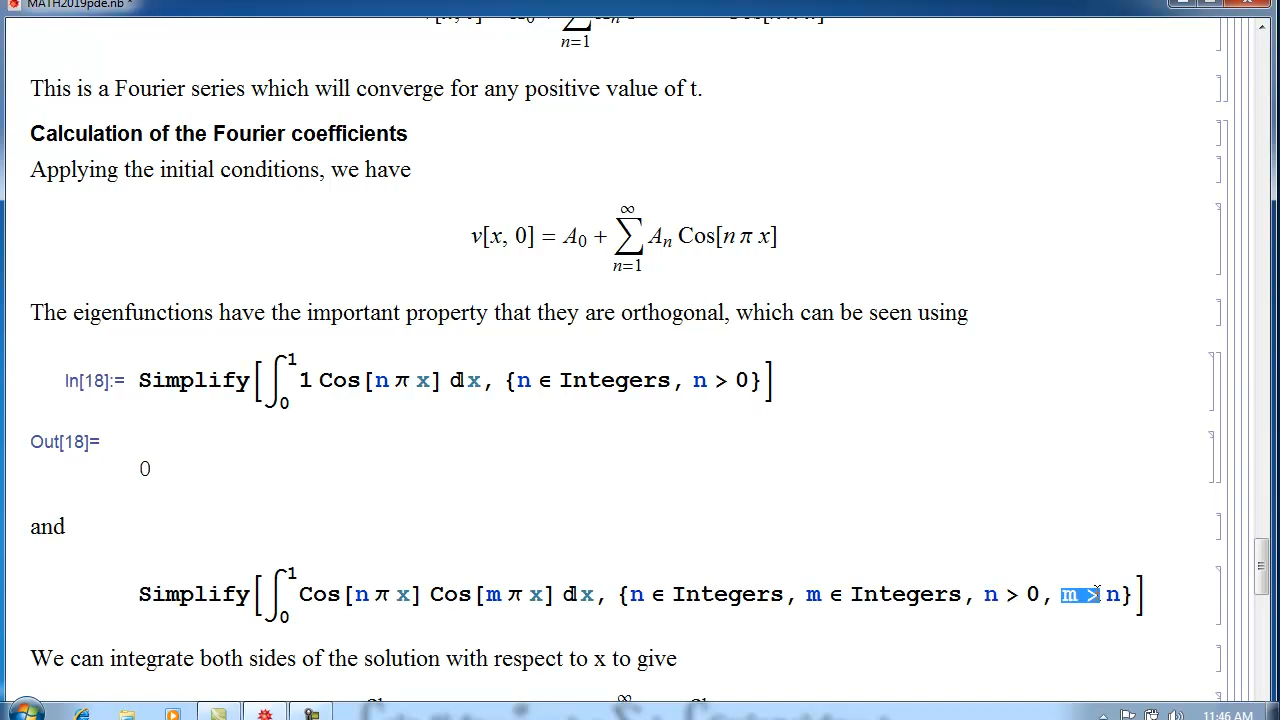 MATH2019pde.nb *
n=1
This is a Fourier series which will converge for any positive value of t.
Calculation of the Fourier coefficients
Applying the initial conditions, we have
v[x, 0] = A₀ + ∑_{n=1}^{∞} Aₙ Cos[n π x]
The eigenfunctions have the important property that they are orthogonal, which can be seen using
In[18]:= Simplify[∫₀¹ 1 Cos[n π x] ⅆx, {n ∈ Integers, n > 0}]
Out[18]=
0
and
Simplify[∫₀¹ Cos[n π x] Cos[m π x] ⅆx, {n ∈ Integers, m ∈ Integers, n > 0, m > n}]
We can integrate both sides of the solution with respect to x to give
∞
11:46 AM